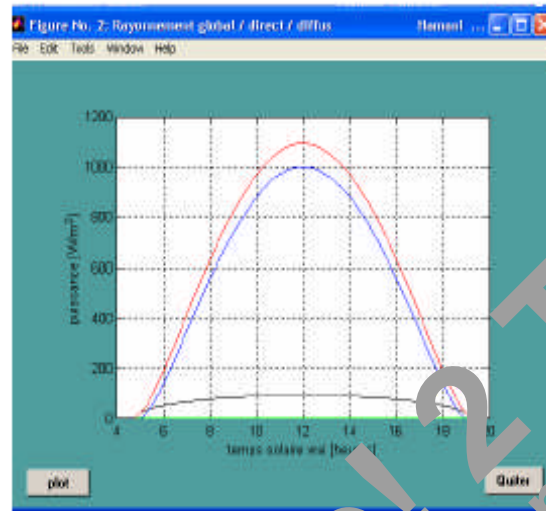 Figure No. 2: Rayonnement global / direct / diffus
File Edit Tools Window Help
1200
1000
800
600
400
200
0
puissance [W/m²]
4 6 8 10 12 14 16 18 20
temps solaire vrai
plot
Quitter